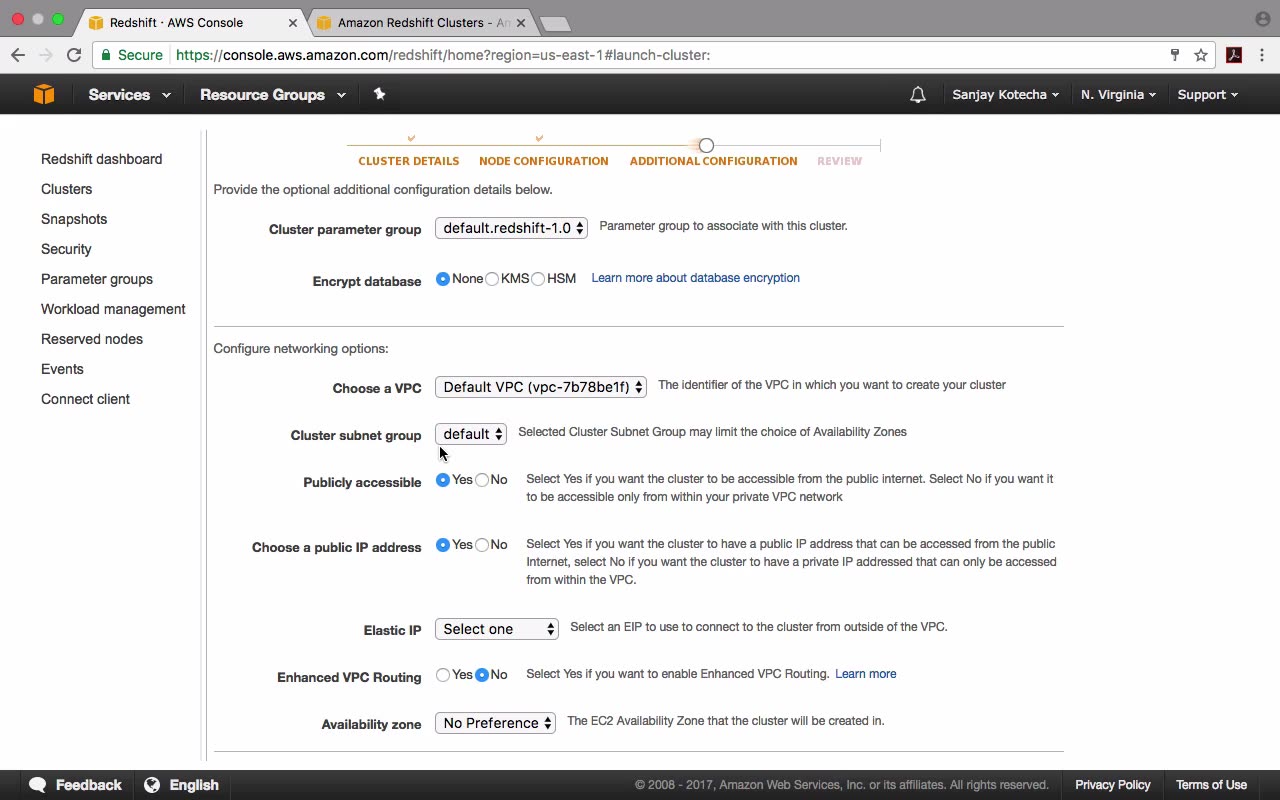 Redshift · AWS Console
Amazon Redshift Clusters - Am
Secure
https://console.aws.amazon.com/redshift/home?region=us-east-1#launch-cluster:
Services
Resource Groups
Sanjay Kotecha
N. Virginia
Support
Redshift dashboard
Clusters
Snapshots
Security
Parameter groups
Workload management
Reserved nodes
Events
Connect client
CLUSTER DETAILS
NODE CONFIGURATION
ADDITIONAL CONFIGURATION
REVIEW
Provide the optional additional configuration details below.
Cluster parameter group default.redshift-1.0 Parameter group to associate with this cluster.
Encrypt database None KMS HSM Learn more about database encryption
Configure networking options:
Choose a VPC Default VPC (vpc-7b78be1f) The identifier of the VPC in which you want to create your cluster
Cluster subnet group default Selected Cluster Subnet Group may limit the choice of Availability Zones
Publicly accessible Yes No Select Yes if you want the cluster to be accessible from the public internet. Select No if you want it
to be accessible only from within your private VPC network
Choose a public IP address Yes No Select Yes if you want the cluster to have a public IP address that can be accessed from the public
Internet, select No if you want the cluster to have a private IP addressed that can only be accessed
from within the VPC.
Elastic IP Select one Select an EIP to use to connect to the cluster from outside of the VPC.
Enhanced VPC Routing Yes No Select Yes if you want to enable Enhanced VPC Routing. Learn more
Availability zone No Preference The EC2 Availability Zone that the cluster will be created in.
Feedback
English
© 2008 - 2017, Amazon Web Services, Inc. or its affiliates. All rights reserved.
Privacy Policy
Terms of Use